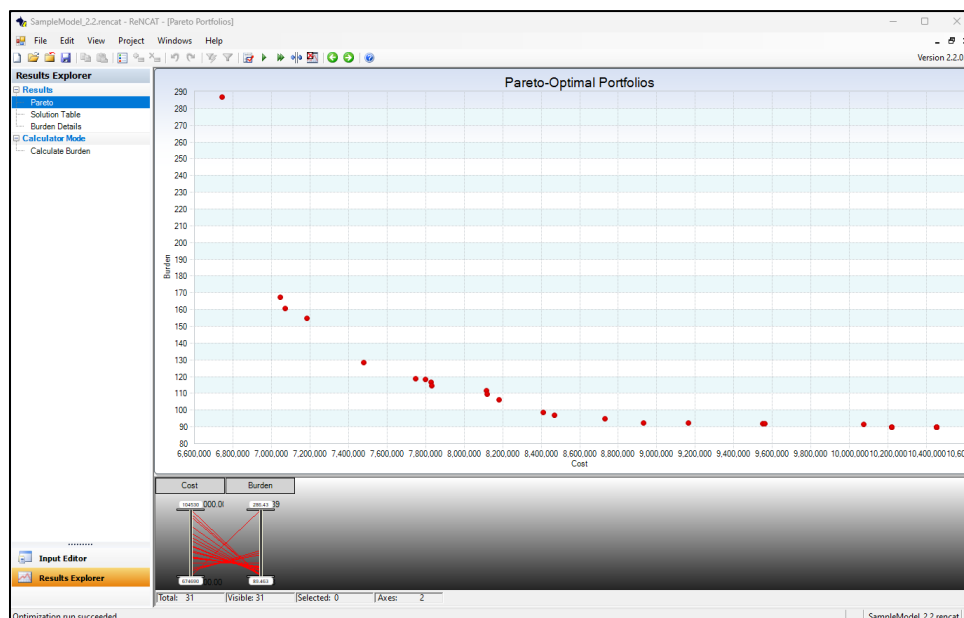 SampleModel_2.2.rencat - ReNCAT - [Pareto Portfolios]
File Edit View Project Windows Help
Version 2.2.0
Results Explorer
Results
Pareto
Solution Table
Burden Details
Calculator Mode
Calculate Burden
Input Editor
Results Explorer
Pareto-Optimal Portfolios
290
280
270
260
250
240
230
220
210
200
190
180
170
160
150
140
130
120
110
100
90
80
Burden
6,600,000 6,800,000 7,000,000 7,200,000 7,400,000 7,600,000 7,800,000 8,000,000 8,200,000 8,400,000 8,600,000 8,800,000 9,000,000 9,200,000 9,400,000 9,600,000 9,800,000 10,000,000 10,200,000 10,400,000 10,600
Cost
Cost Burden
Total: 31 Visible: 31 Selected: 0 Axes: 2
Optimization run succeeded SampleModel_2.2.rencat